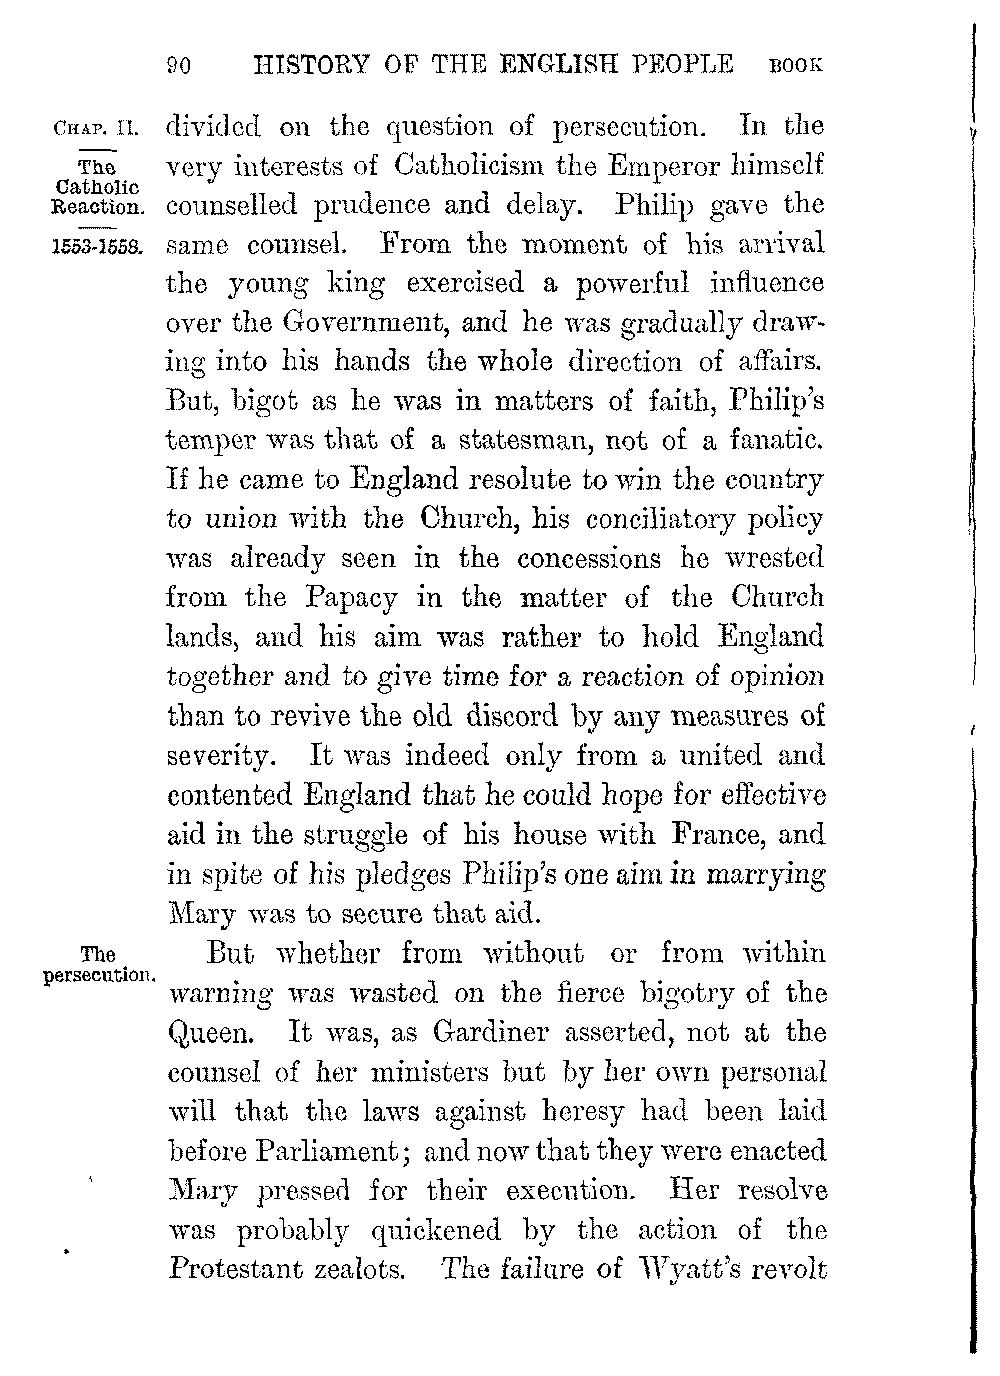 90 HISTORY OF THE ENGLISH PEOPLE BOOK
CHAP. II.
The
Catholic
Reaction.
1553-1558.
divided on the question of persecution. In the
very interests of Catholicism the Emperor himself
counselled prudence and delay. Philip gave the
same counsel. From the moment of his arrival
the young king exercised a powerful influence
over the Government, and he was gradually draw-
ing into his hands the whole direction of affairs.
But, bigot as he was in matters of faith, Philip's
temper was that of a statesman, not of a fanatic.
If he came to England resolute to win the country
to union with the Church, his conciliatory policy
was already seen in the concessions he wrested
from the Papacy in the matter of the Church
lands, and his aim was rather to hold England
together and to give time for a reaction of opinion
than to revive the old discord by any measures of
severity. It was indeed only from a united and
contented England that he could hope for effective
aid in the struggle of his house with France, and
in spite of his pledges Philip's one aim in marrying
Mary was to secure that aid.
The
persecution.
But whether from without or from within
warning was wasted on the fierce bigotry of the
Queen. It was, as Gardiner asserted, not at the
counsel of her ministers but by her own personal
will that the laws against heresy had been laid
before Parliament; and now that they were enacted
Mary pressed for their execution. Her resolve
was probably quickened by the action of the
Protestant zealots. The failure of Wyatt's revolt